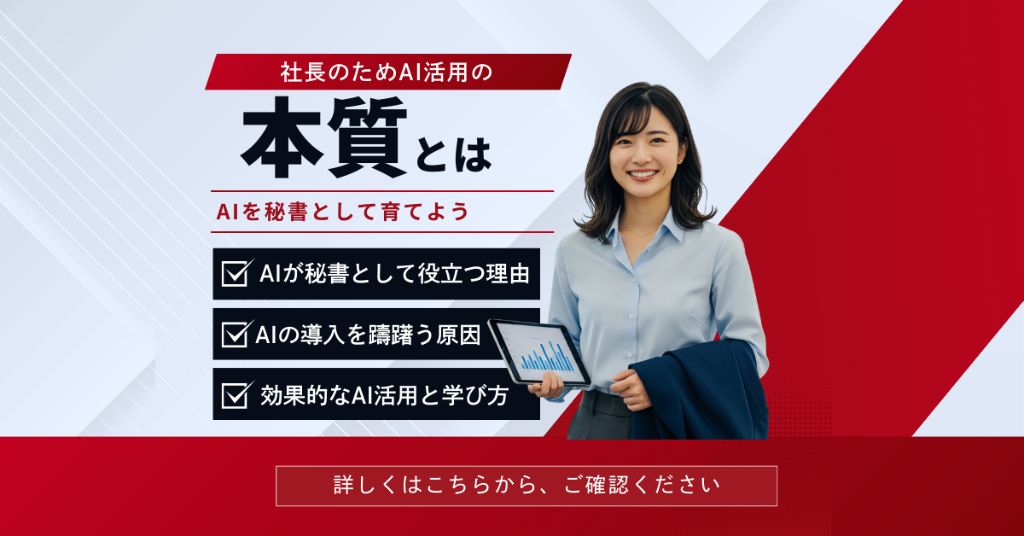 社長のためAI活用の
本質とは
AIを秘書として育てよう
AIが秘書として役立つ理由
AIの導入を躊躇う原因
効果的なAI活用と学び方
詳しくはこちらから、ご確認ください